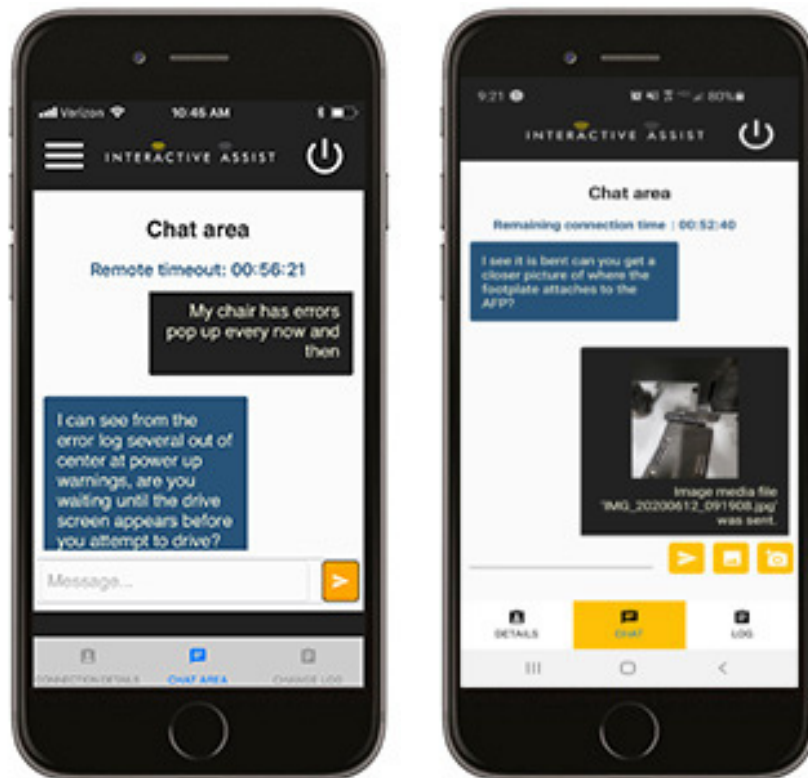 Verizon 10:45 AM
INTERACTIVE ASSIST
Chat area
Remote timeout: 00:56:21
My chair has errors
pop up every now and
then
I can see from the
error log several out of
center at power up
warnings, are you
waiting until the drive
screen appears before
you attempt to drive?
Message...
CONNECTION DETAILS CHAT AREA CHANGE LOG
9:21 80%
INTERACTIVE ASSIST
Chat area
Remaining connection time : 00:52:40
I see it is bent can you get a
closer picture of where the
footplate attaches to the
AFP?
Image media file
'IMG_20200612_091908.jpg'
was sent.
DETAILS CHAT LOG